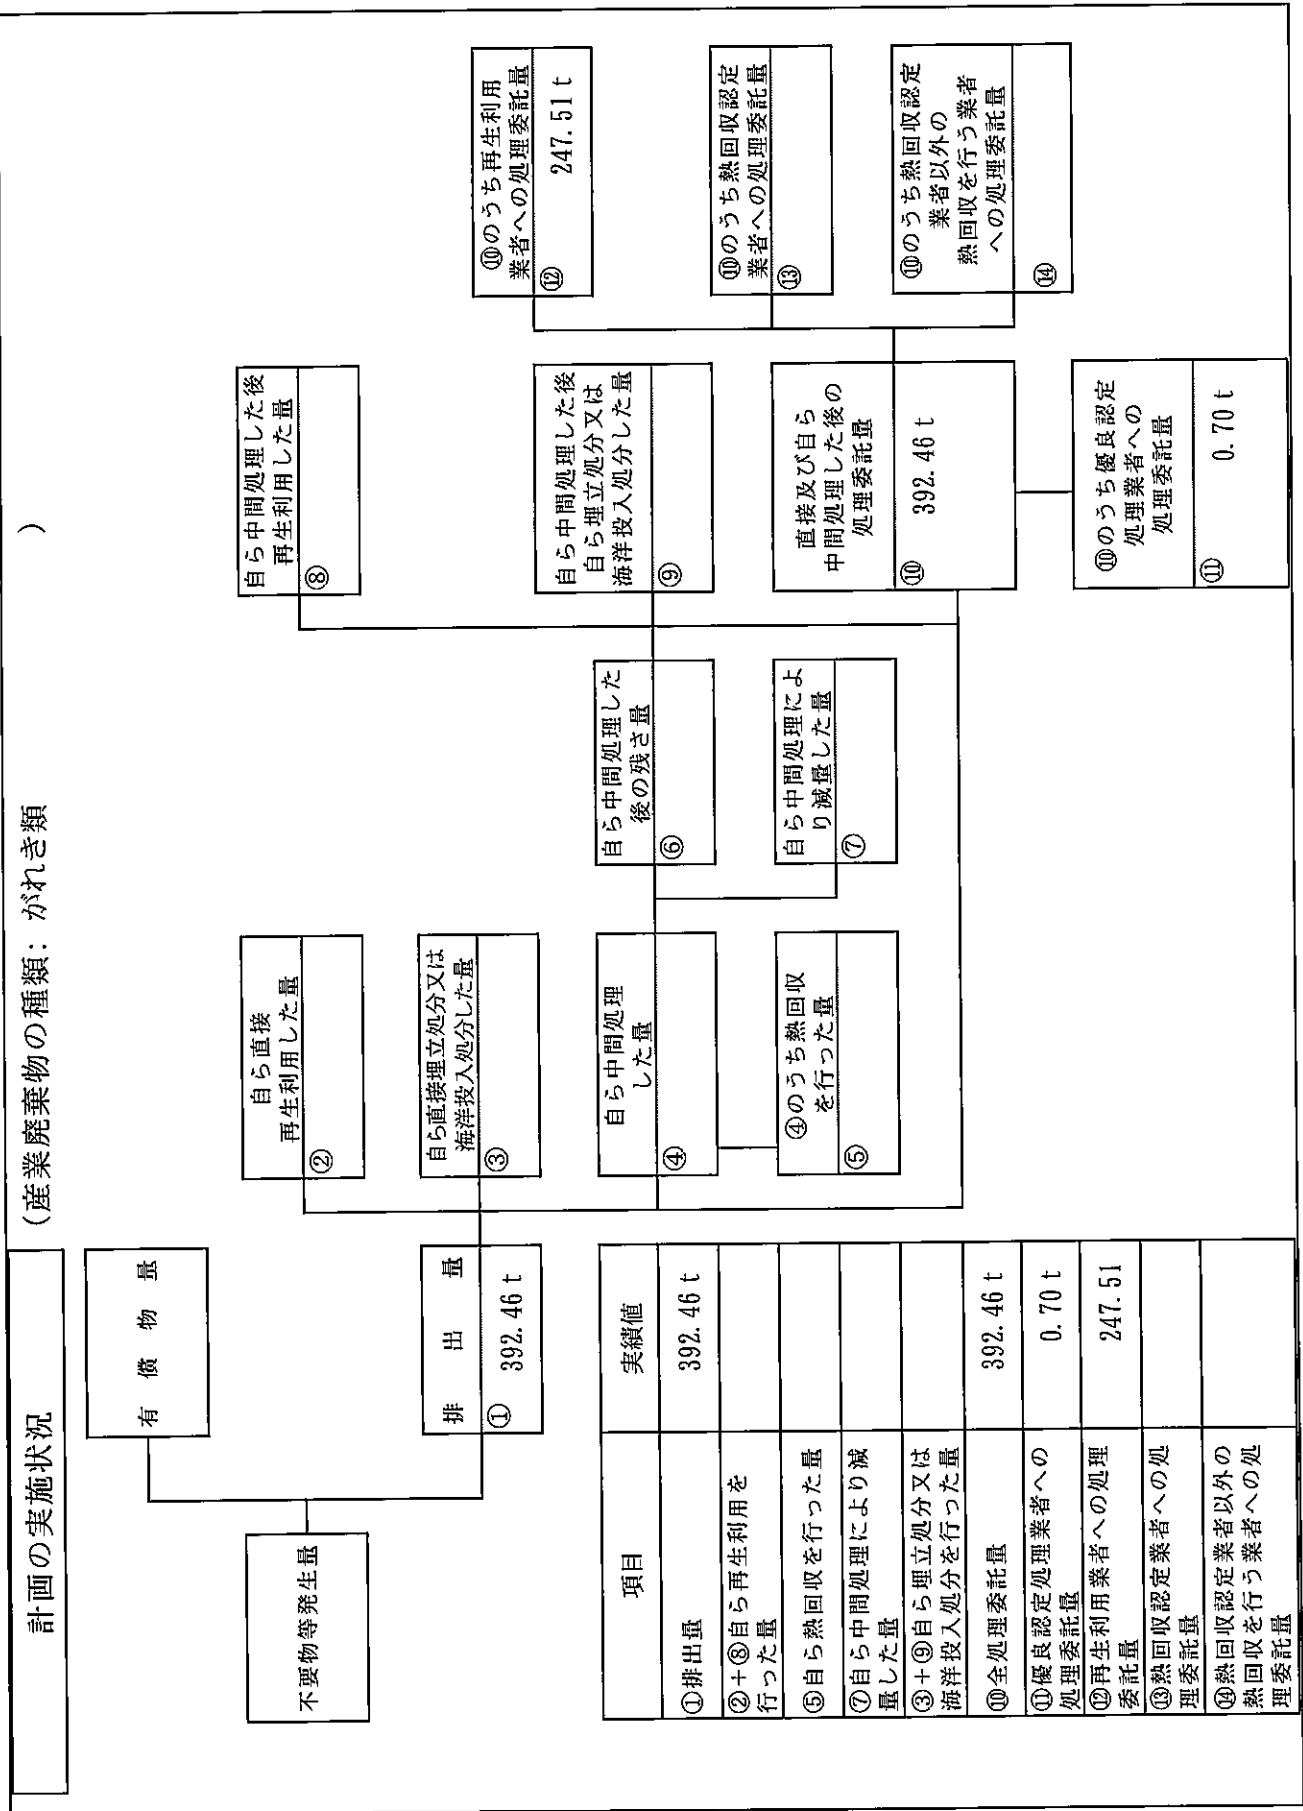 計画の実施状況
(産業廃棄物の種類: がれき類 )
不要物等発生量
有 償 物 量
排 出 量
① 392.46 t
自ら直接
再生利用した量
②
自ら直接埋立処分又は
海洋投入処分した量
③
自ら中間処理
した量
④
④のうち熱回収
を行った量
⑤
自ら中間処理した
後の残さ量
⑥
自ら中間処理によ
り減量した量
⑦
自ら中間処理した後
再生利用した量
⑧
自ら中間処理した後
自ら埋立処分又は
海洋投入処分した量
⑨
直接及び自ら
中間処理した後の
処理委託量
⑩ 392.46 t
⑩のうち優良認定
処理業者への
処理委託量
⑪ 0.70 t
⑩のうち再生利用
業者への処理委託量
⑫ 247.51 t
⑩のうち熱回収認定
業者への処理委託量
⑬
⑩のうち熱回収認定
業者以外の
熱回収を行う業者
への処理委託量
⑭
項目 実績値
①排出量 392.46 t
②+⑧自ら再生利用を
行った量
⑤自ら熱回収を行った量
⑦自ら中間処理により減
量した量
③+⑨自ら埋立処分又は
海洋投入処分を行った量
⑩全処理委託量 392.46 t
⑪優良認定処理業者への
処理委託量 0.70 t
⑫再生利用業者への処理
委託量 247.51
⑬熱回収認定業者への処
理委託量
⑭熱回収認定業者以外の
熱回収を行う業者への処
理委託量